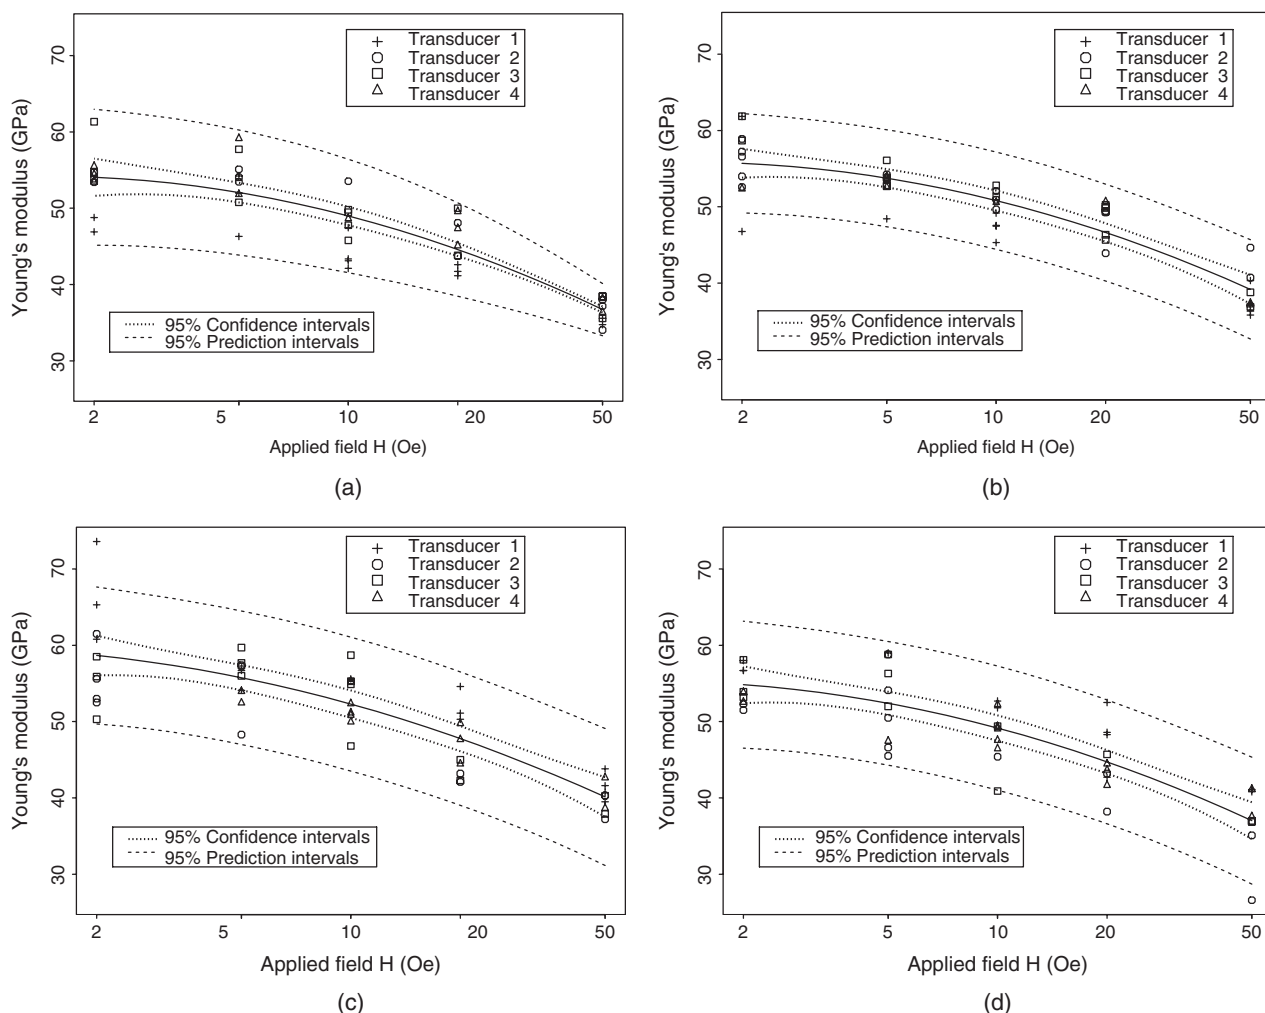 Young's modulus (GPa)
70
60
50
40
30
Transducer 1
Transducer 2
Transducer 3
Transducer 4
95% Confidence intervals
95% Prediction intervals
2 5 10 20 50
Applied field H (Oe)
(a)
Young's modulus (GPa)
70
60
50
40
30
Transducer 1
Transducer 2
Transducer 3
Transducer 4
95% Confidence intervals
95% Prediction intervals
2 5 10 20 50
Applied field H (Oe)
(b)
Young's modulus (GPa)
70
60
50
40
30
Transducer 1
Transducer 2
Transducer 3
Transducer 4
95% Confidence intervals
95% Prediction intervals
2 5 10 20 50
Applied field H (Oe)
(c)
Young's modulus (GPa)
70
60
50
40
30
Transducer 1
Transducer 2
Transducer 3
Transducer 4
95% Confidence intervals
95% Prediction intervals
2 5 10 20 50
Applied field H (Oe)
(d)